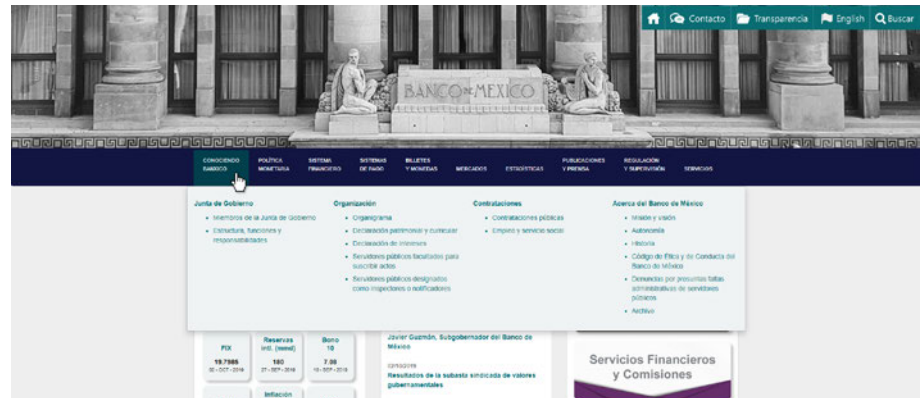 Contacto Transparencia English Buscar
BANCO DE MEXICO
CONOCIENDO BANXICO
POLÍTICA MONETARIA
SISTEMA FINANCIERO
SISTEMAS DE PAGO
BILLETES Y MONEDAS
MERCADOS
ESTADÍSTICAS
PUBLICACIONES Y PRENSA
REGULACIÓN Y SUPERVISIÓN
SERVICIOS
Junta de Gobierno
Miembros de la Junta de Gobierno
Estructura, funciones y
responsabilidades
Organización
Organigrama
Declaración patrimonial y curricular
Declaración de intereses
Servidores públicos facultados para
suscribir actos
Servidores públicos designados
como inspectores o notificadores
Contrataciones
Contrataciones públicas
Empleo y servicio social
Acerca del Banco de México
Misión y visión
Autonomía
Historia
Código de Ética y de Conducta del
Banco de México
Denuncias por presuntas faltas
administrativas de servidores
públicos
Archivo
FIX
19.7985
Reservas
intl. (mmd)
180
27 - SEP - 2019
Bono
10
7.00
Inflación
Javier Guzmán, Subgobernador del Banco de
México
Resultados de la subasta sindicada de valores
gubernamentales
Servicios Financieros
y Comisiones